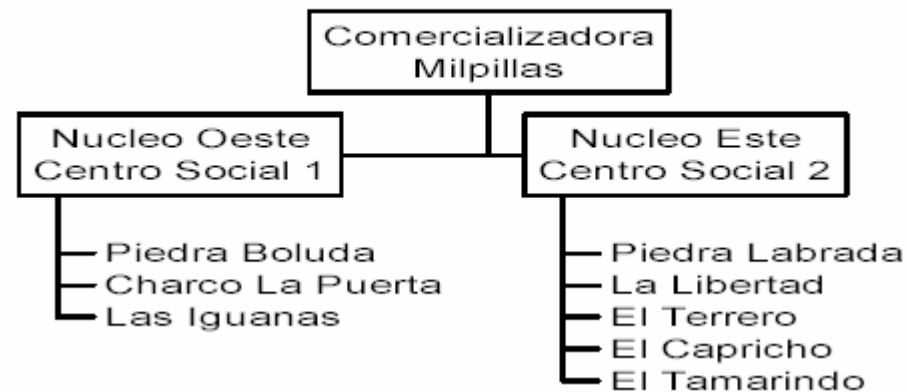 Comercializadora
Milpillas
Nucleo Oeste
Centro Social 1
Nucleo Este
Centro Social 2
Piedra Boluda
Charco La Puerta
Las Iguanas
Piedra Labrada
La Libertad
El Terrero
El Capricho
El Tamarindo